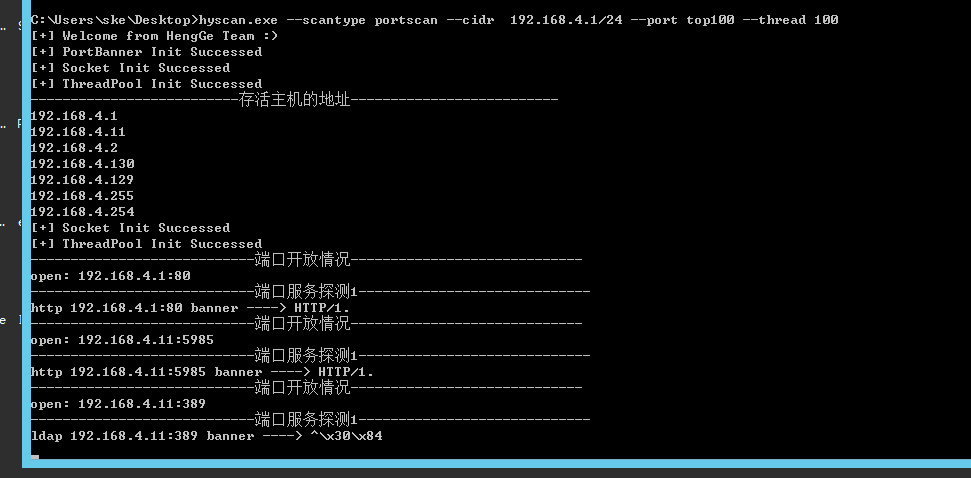 C:\Users\ske\Desktop>hyscan.exe --scantype portscan --cidr  192.168.4.1/24 --port top100 --thread 100
[+] Welcome from HengGe Team :)
[+] PortBanner Init Successed
[+] Socket Init Successed
[+] ThreadPool Init Successed
--------------------------存活主机的地址--------------------------
192.168.4.1
192.168.4.11
192.168.4.2
192.168.4.130
192.168.4.129
192.168.4.255
192.168.4.254
[+] Socket Init Successed
[+] ThreadPool Init Successed
----------------------------端口开放情况-----------------------------
open: 192.168.4.1:80
----------------------------端口服务探测1-----------------------------
http 192.168.4.1:80 banner ----> HTTP/1.
----------------------------端口开放情况-----------------------------
open: 192.168.4.11:5985
----------------------------端口服务探测1-----------------------------
http 192.168.4.11:5985 banner ----> HTTP/1.
----------------------------端口开放情况-----------------------------
open: 192.168.4.11:389
----------------------------端口服务探测1-----------------------------
ldap 192.168.4.11:389 banner ----> ^\x30\x84